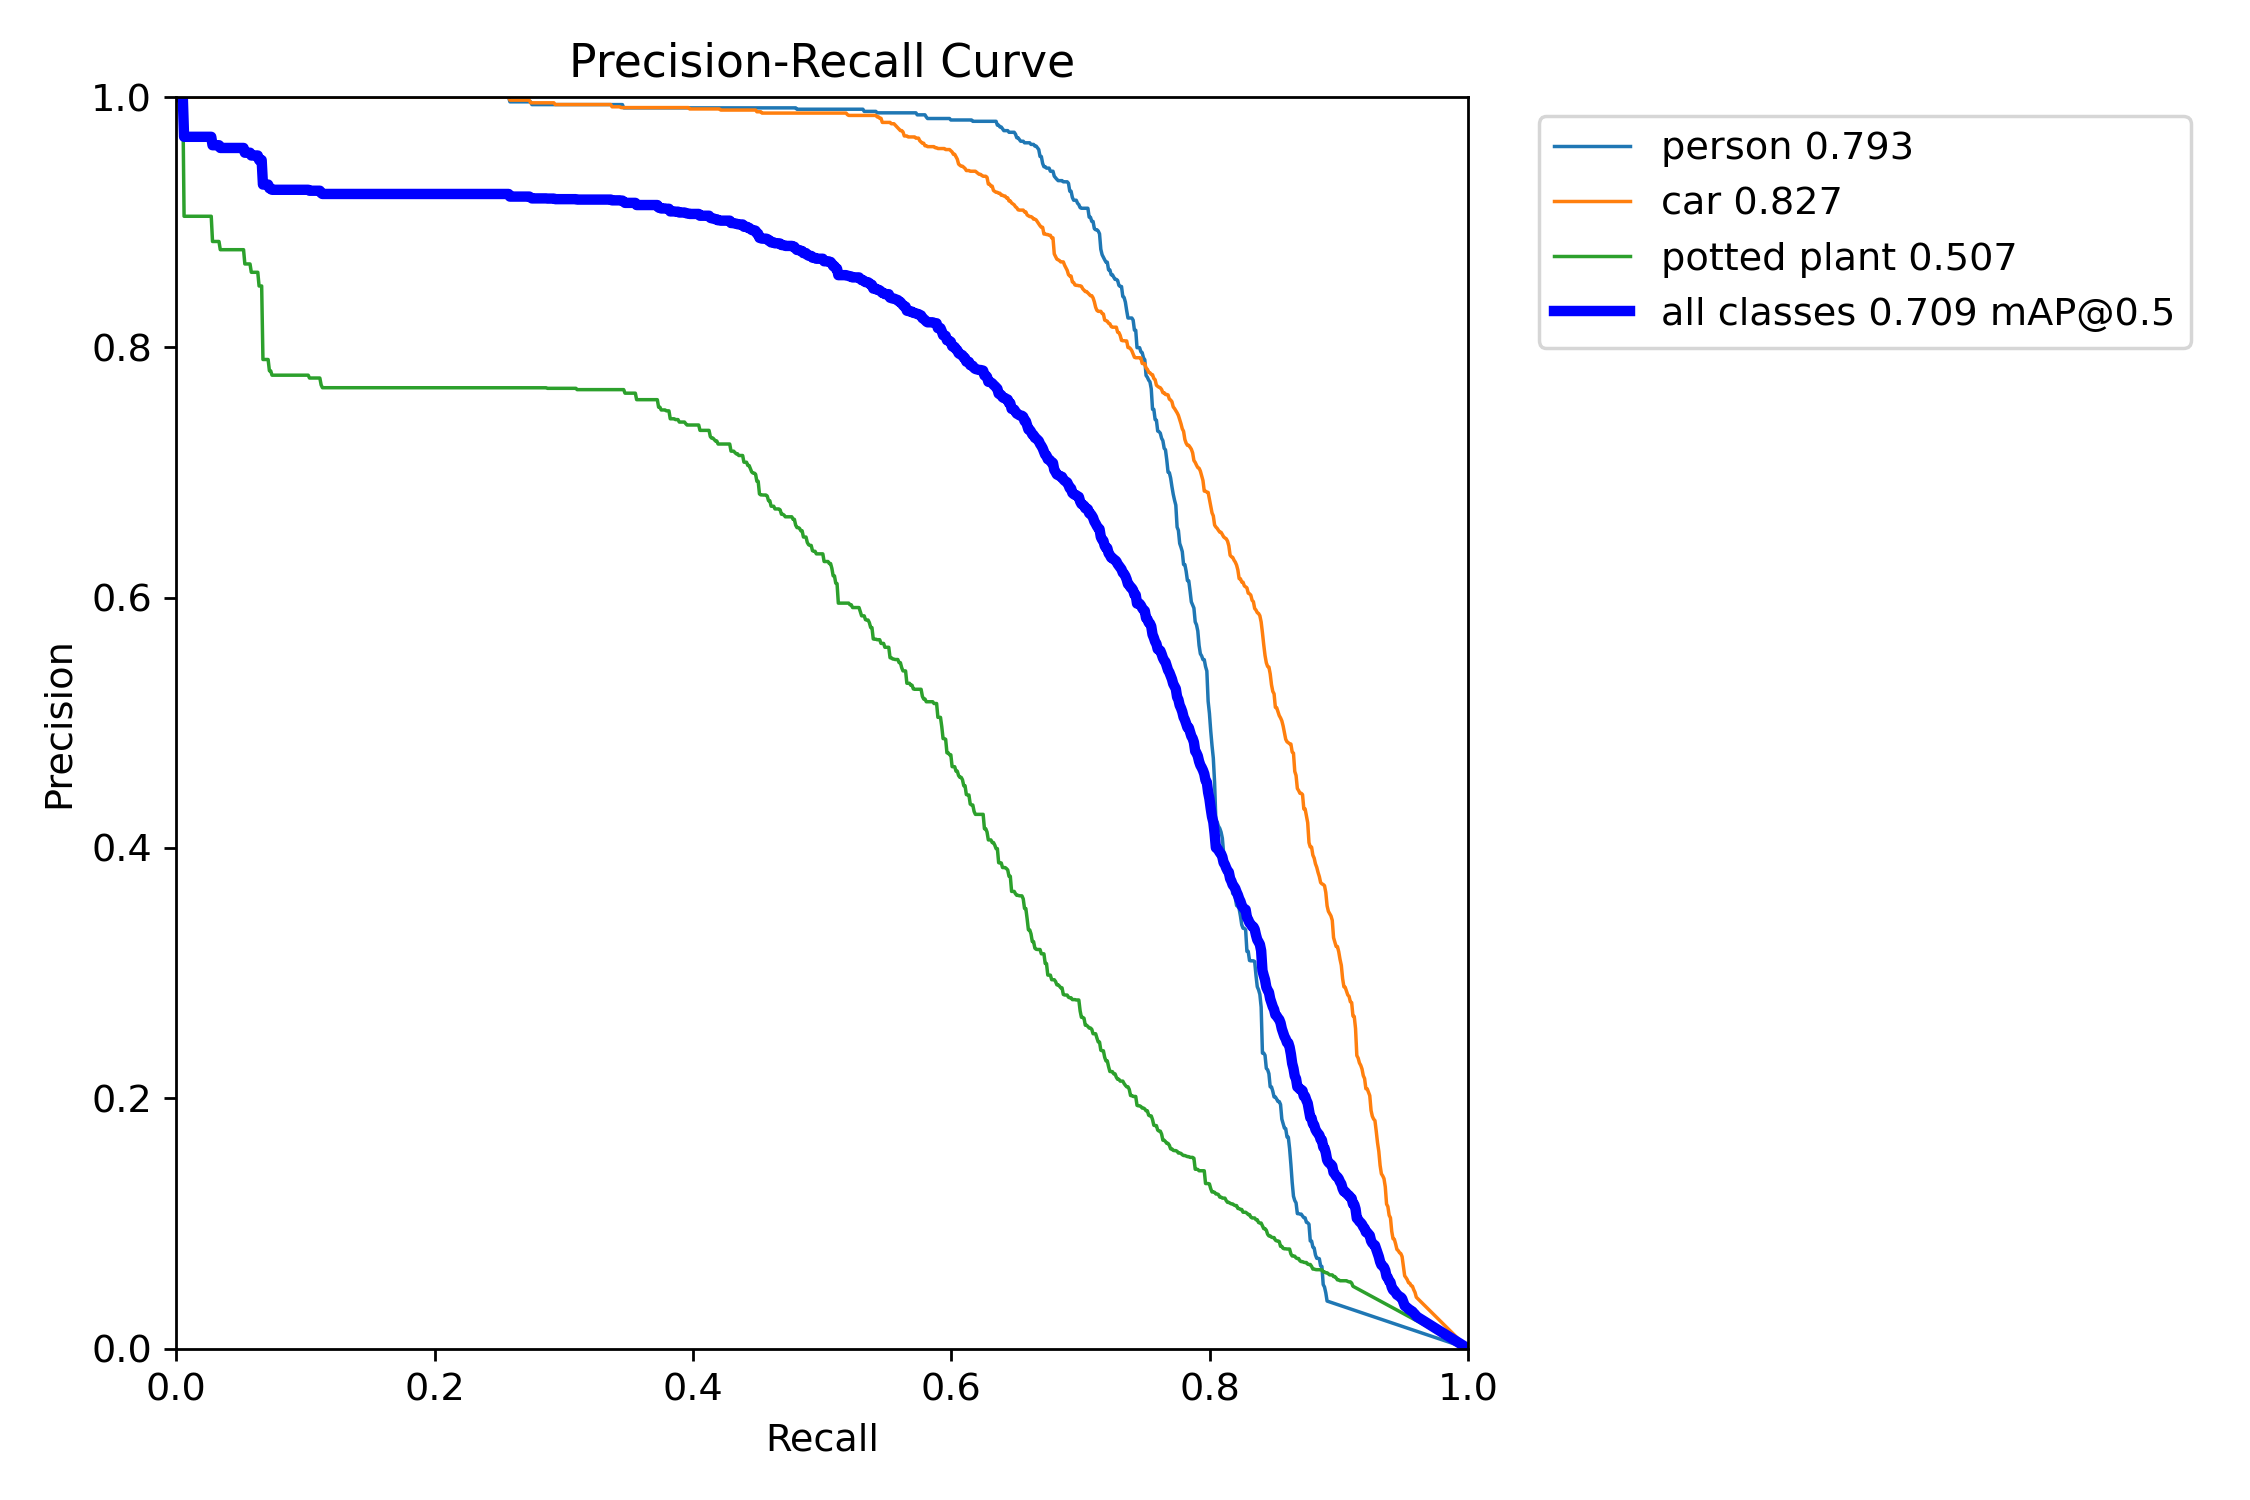 Precision-Recall Curve
person 0.793
car 0.827
potted plant 0.507
all classes 0.709 mAP@0.5
Precision
1.0
0.8
0.6
0.4
0.2
0.0
0.0 0.2 0.4 0.6 0.8 1.0
Recall